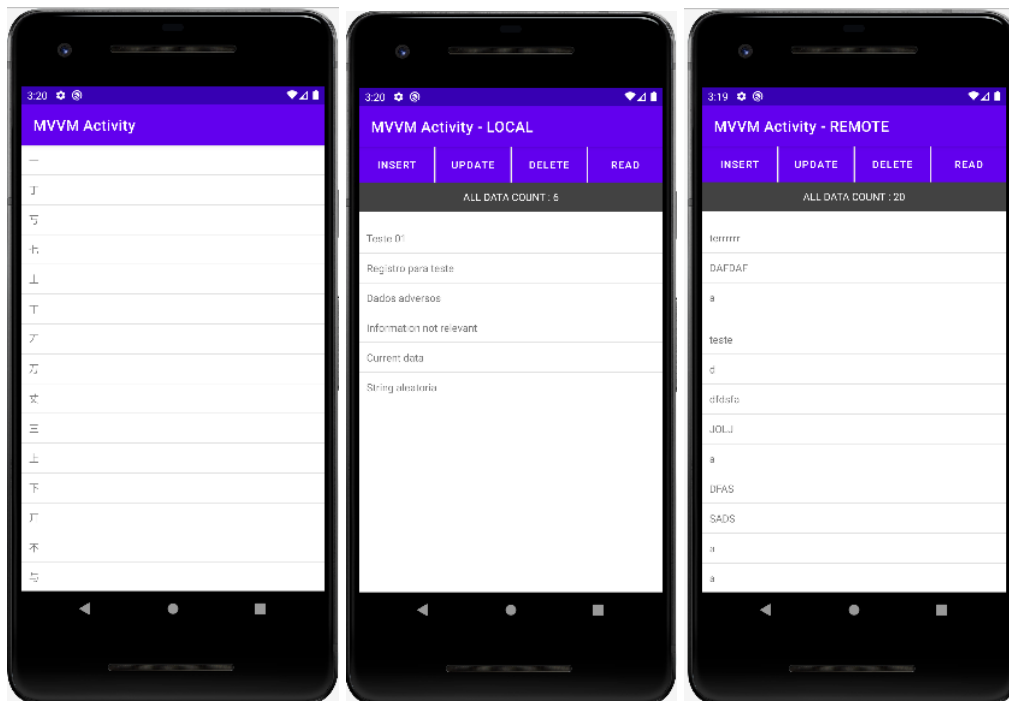 3:20
MVVM Activity
一
丁
丂
七
丄
丅
丆
万
丈
三
上
下
丌
不
与
3:20
MVVM Activity - LOCAL
INSERT UPDATE DELETE READ
ALL DATA COUNT : 6
Teste 01
Registro para teste
Dados adversos
Information not relevant
Current data
String aleatoria
3:19
MVVM Activity - REMOTE
INSERT UPDATE DELETE READ
ALL DATA COUNT : 20
terrrrrr
DAFDAF
a
teste
d
dfdsfa
JOLJ
a
DFAS
SADS
a
a